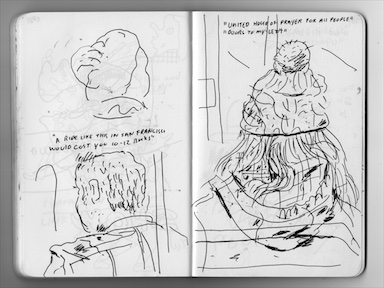 "A RIDE LIKE THIS IN SAN FRANCISCO
WOULD COST YOU 10-12 BUCKS"
"UNITED HOUSE OF PRAYER FOR ALL PEOPLE"
"DOORS TO MY LEFT"